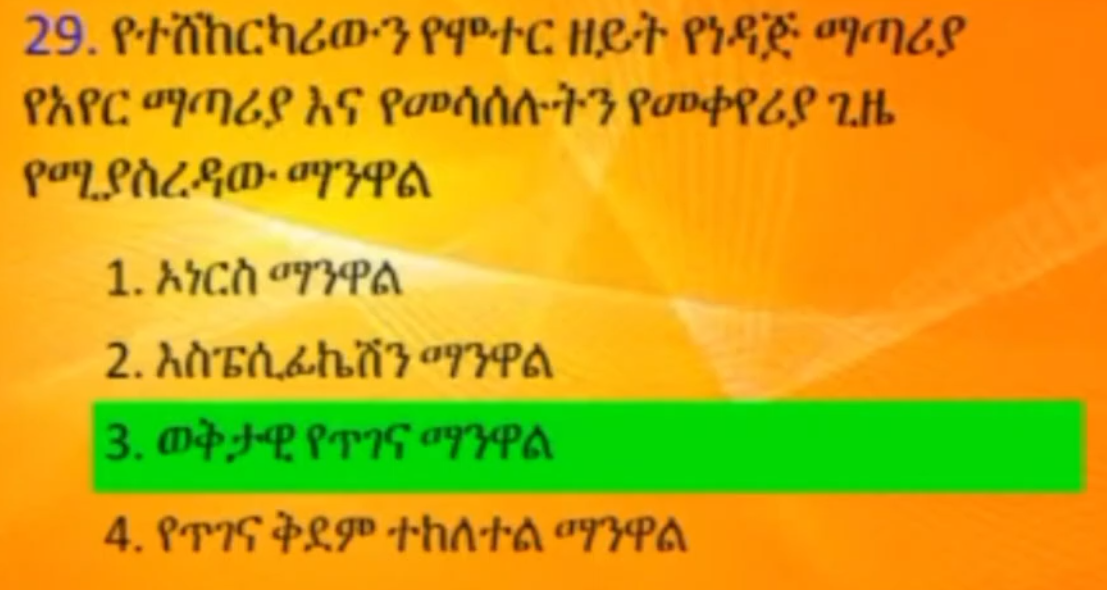 29. የተሽከርካሪውን የሞተር ዘይት የነዳጅ ማጣሪያ
የአየር ማጣሪያ እና የመሳሰሉትን የመቀየሪያ ጊዜ
የሚያስረዳው ማንዋል
1. ኦነርስ ማንዋል
2. እስፔሲፊኬሽን ማንዋል
3. ወቅታዊ የጥገና ማንዋል
4. የጥገና ቅደም ተከለተል ማንዋል